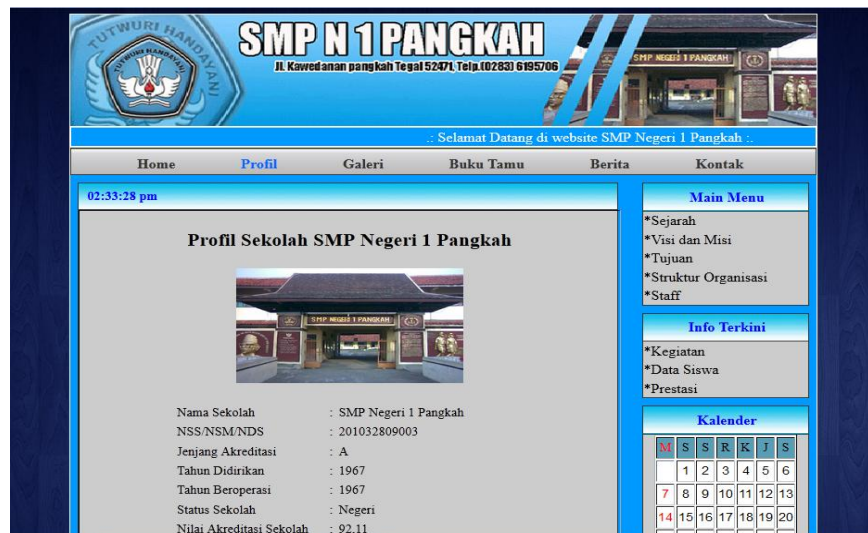 TUTWURI HANDAYANI
TUTWURI HANDAYANI
SMP N 1 PANGKAH
Jl. Kawedanan pangkah Tegal 52471, Telp.(0283) 6195706
SMP NEGERI 1 PANGKAH
.: Selamat Datang di website SMP Negeri 1 Pangkah :.
Home Profil Galeri Buku Tamu Berita Kontak
02:33:28 pm
Profil Sekolah SMP Negeri 1 Pangkah
SMP NEGERI 1 PANGKAH
Nama Sekolah : SMP Negeri 1 Pangkah
NSS/NSM/NDS : 201032809003
Jenjang Akreditasi : A
Tahun Didirikan : 1967
Tahun Beroperasi : 1967
Status Sekolah : Negeri
Nilai Akreditasi Sekolah : 92.11
Main Menu
*Sejarah
*Visi dan Misi
*Tujuan
*Struktur Organisasi
*Staff
Info Terkini
*Kegiatan
*Data Siswa
*Prestasi
Kalender
M S S R K J S
1 2 3 4 5 6
7 8 9 10 11 12 13
14 15 16 17 18 19 20